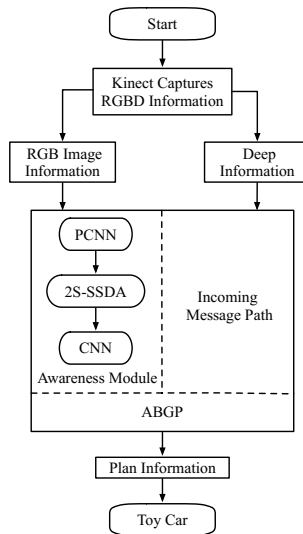 Start
Kinect Captures
RGBD Information
RGB Image
Information
Deep
Information
PCNN
2S-SSDA
CNN
Awareness Module
Incoming
Message Path
ABGP
Plan Information
Toy Car